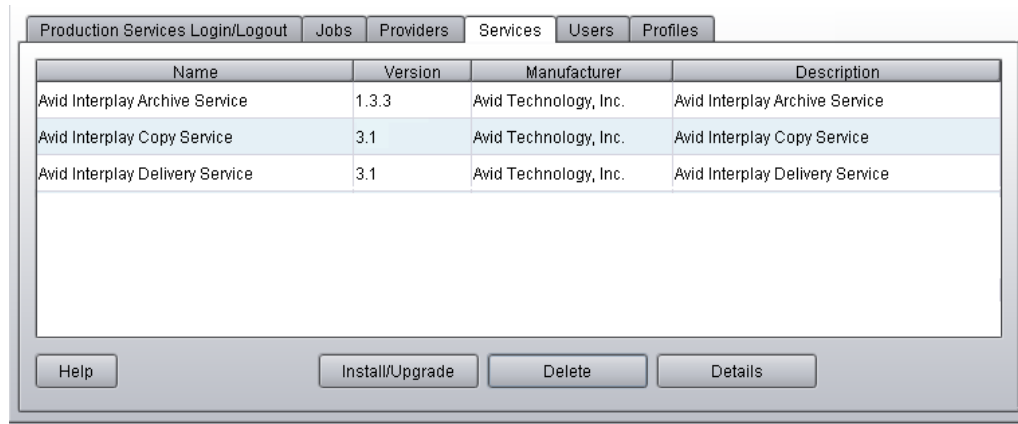 Production Services Login/Logout Jobs Providers Services Users Profiles
Name Version Manufacturer Description
Avid Interplay Archive Service 1.3.3 Avid Technology, Inc. Avid Interplay Archive Service
Avid Interplay Copy Service 3.1 Avid Technology, Inc. Avid Interplay Copy Service
Avid Interplay Delivery Service 3.1 Avid Technology, Inc. Avid Interplay Delivery Service
Help Install/Upgrade Delete Details